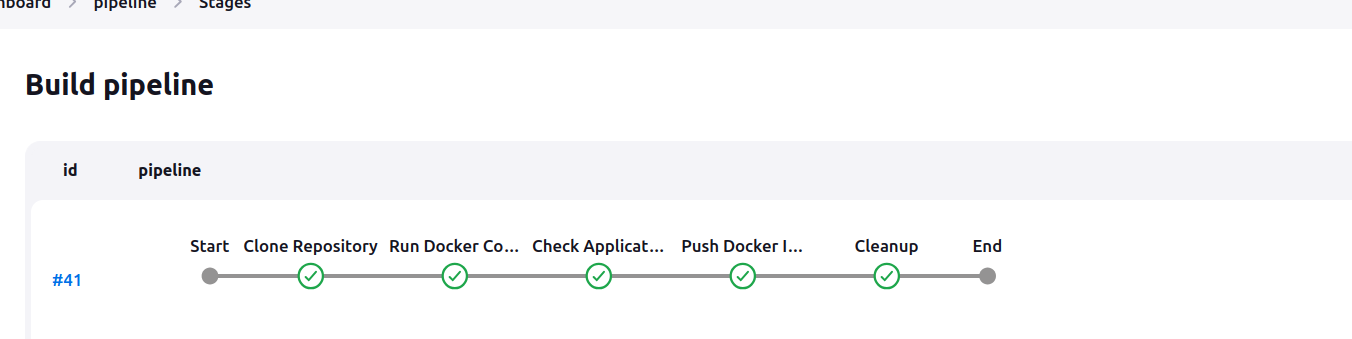 pipeline Stages
Build pipeline
id pipeline
Start Clone Repository Run Docker Co... Check Applicat... Push Docker I... Cleanup End
#41